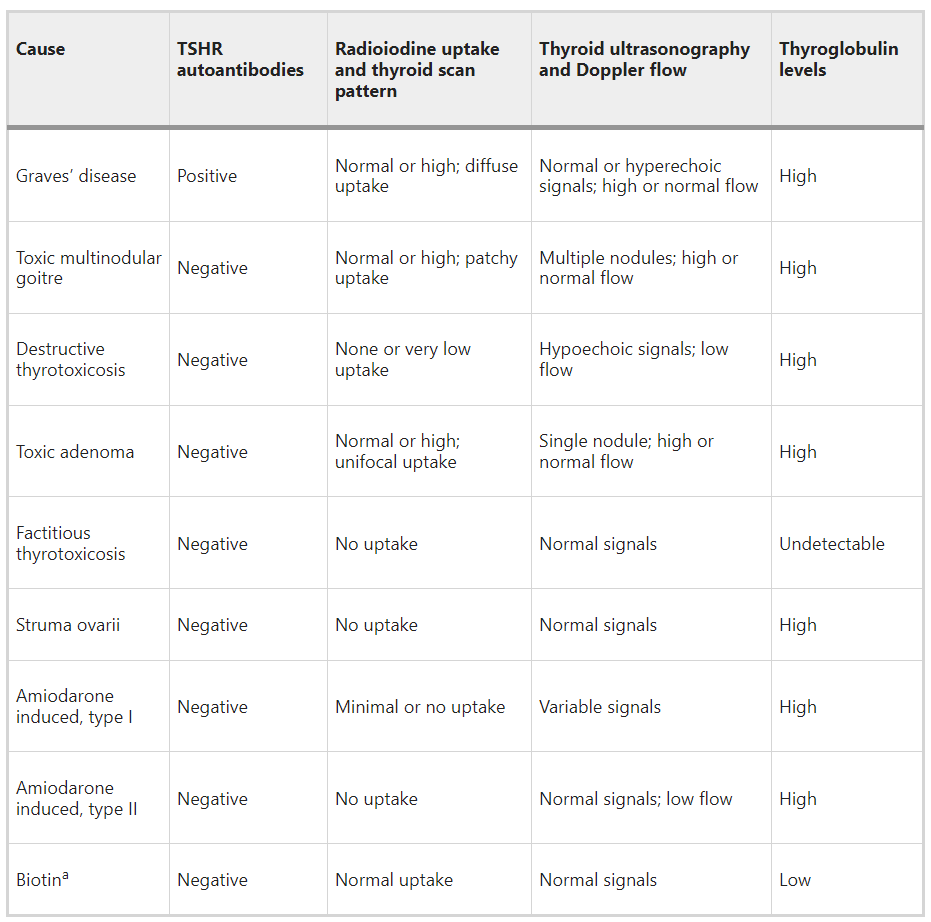 Cause
TSHR
autoantibodies
Radioiodine uptake
and thyroid scan
pattern
Thyroid ultrasonography
and Doppler flow
Thyroglobulin
levels
Graves’ disease
Positive
Normal or high; diffuse
uptake
Normal or hyperechoic
signals; high or normal flow
High
Toxic multinodular
goitre
Negative
Normal or high; patchy
uptake
Multiple nodules; high or
normal flow
High
Destructive
thyrotoxicosis
Negative
None or very low
uptake
Hypoechoic signals; low
flow
High
Toxic adenoma
Negative
Normal or high;
unifocal uptake
Single nodule; high or
normal flow
High
Factitious
thyrotoxicosis
Negative
No uptake
Normal signals
Undetectable
Struma ovarii
Negative
No uptake
Normal signals
High
Amiodarone
induced, type I
Negative
Minimal or no uptake
Variable signals
High
Amiodarone
induced, type II
Negative
No uptake
Normal signals; low flow
High
Biotinᵃ
Negative
Normal uptake
Normal signals
Low